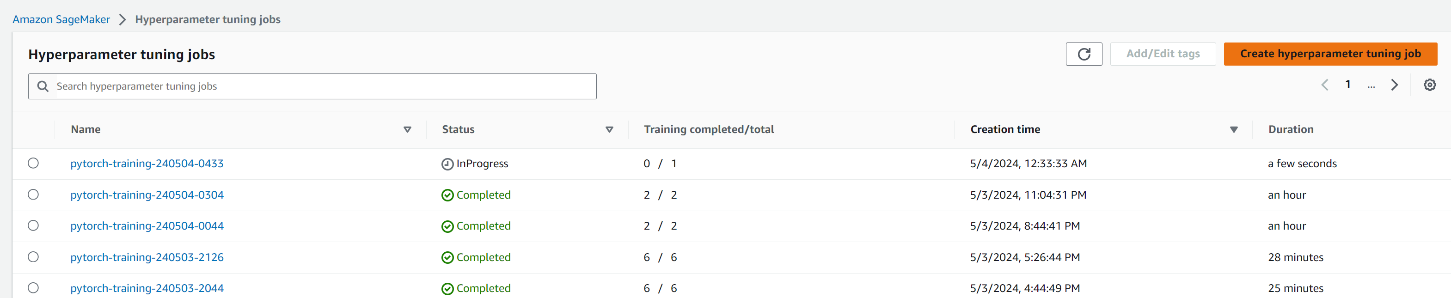 Amazon SageMaker > Hyperparameter tuning jobs
Hyperparameter tuning jobs Add/Edit tags Create hyperparameter tuning job
Search hyperparameter tuning jobs 1 ...
Name Status Training completed/total Creation time Duration
pytorch-training-240504-0433 InProgress 0 / 1 5/4/2024, 12:33:33 AM a few seconds
pytorch-training-240504-0304 Completed 2 / 2 5/3/2024, 11:04:31 PM an hour
pytorch-training-240504-0044 Completed 2 / 2 5/3/2024, 8:44:41 PM an hour
pytorch-training-240503-2126 Completed 6 / 6 5/3/2024, 5:26:44 PM 28 minutes
pytorch-training-240503-2044 Completed 6 / 6 5/3/2024, 4:44:49 PM 25 minutes